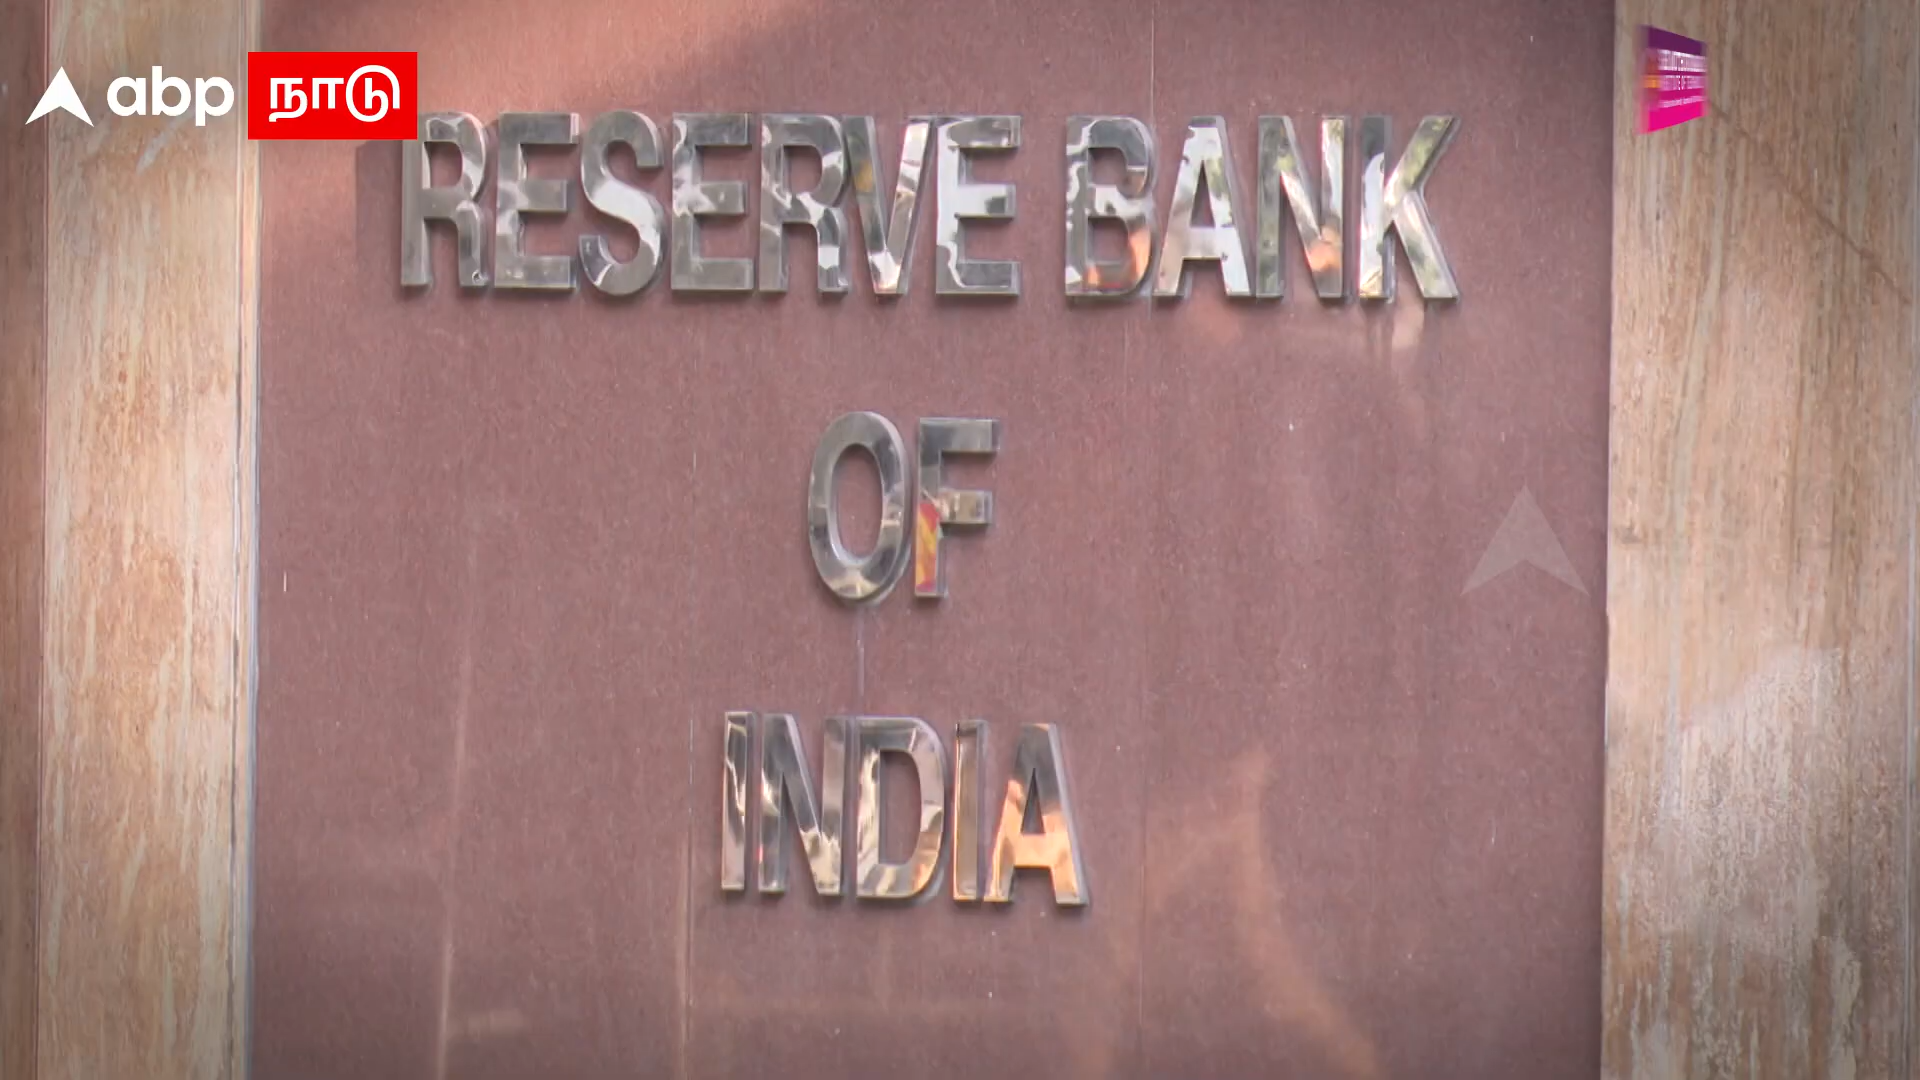 abp நாடு
RESERVE BANK
OF
INDIA